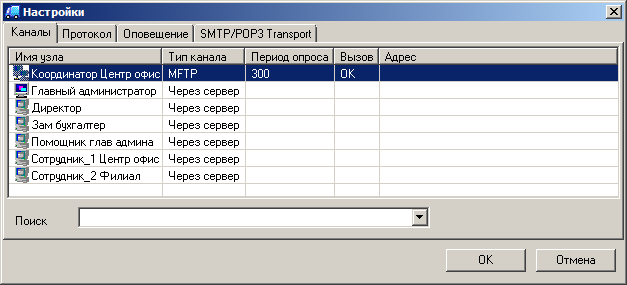 Настройки
Каналы Протокол Оповещение SMTP/POP3 Transport
Имя узла Тип канала Период опроса Вызов Адрес
Координатор Центр офис MFTP 300 OK
Главный администратор Через сервер
Директор Через сервер
Зам бухгалтер Через сервер
Помощник глав админа Через сервер
Сотрудник_1 Центр офис Через сервер
Сотрудник_2 Филиал Через сервер
Поиск
OK Отмена